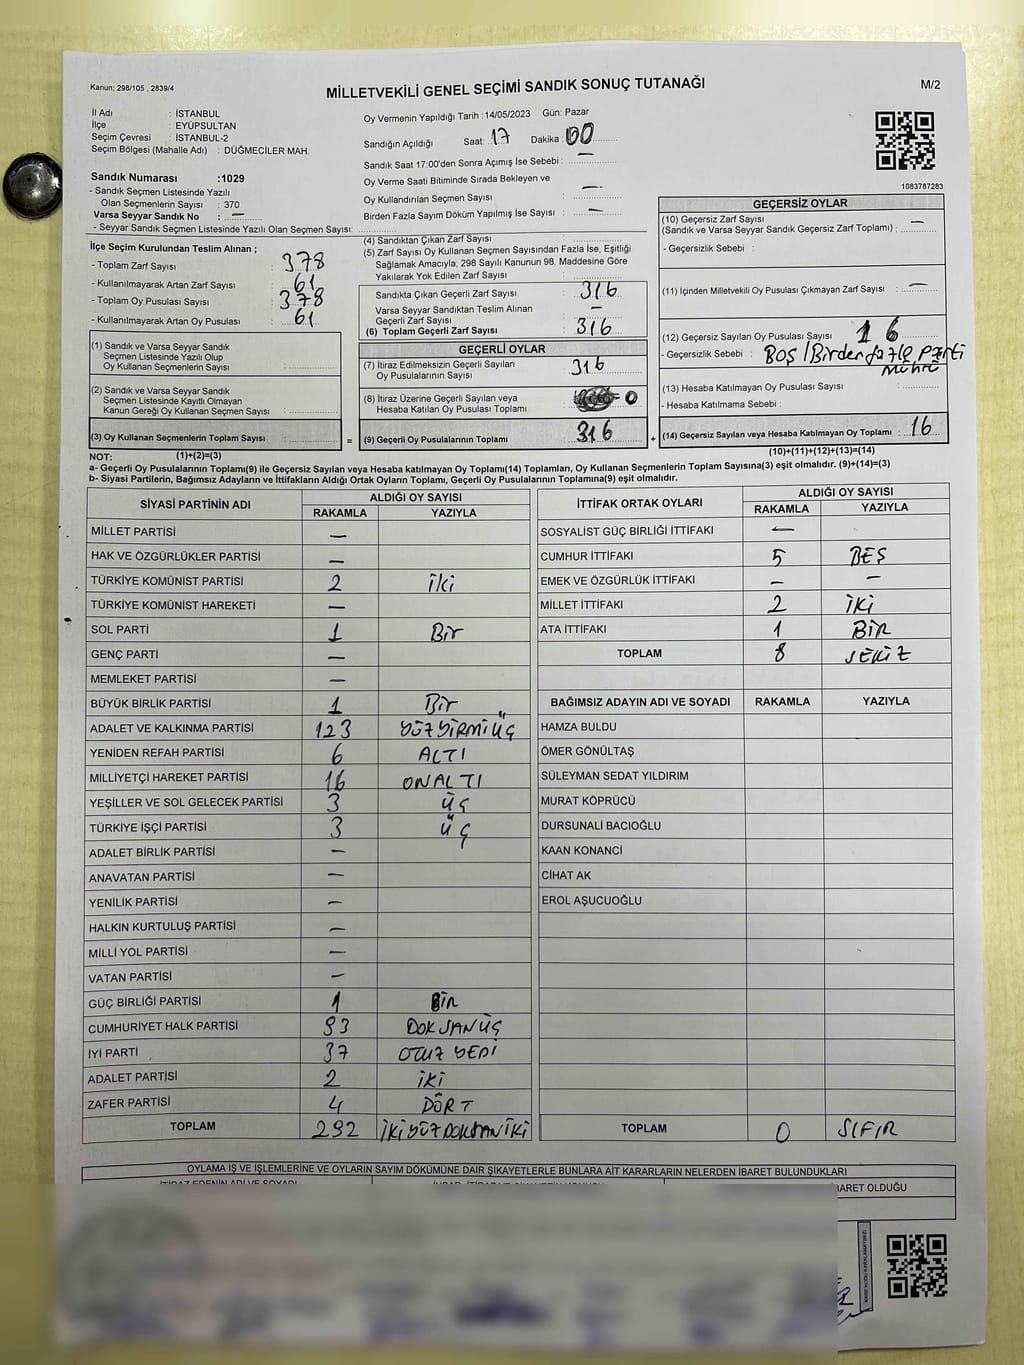 Kanun; 298/105 , 2839/4
MİLLETVEKİLİ GENEL SEÇİMİ SANDIK SONUÇ TUTANAĞI
M/2
İl Adı : İSTANBUL
İlçe : EYÜPSULTAN
Seçim Çevresi : İSTANBUL-2
Seçim Bölgesi (Mahalle Adı) : DÜĞMECİLER MAH.
Sandık Numarası :1029
- Sandık Seçmen Listesinde Yazılı
Olan Seçmenlerin Sayısı : 370
Varsa Seyyar Sandık No : —
- Seyyar Sandık Seçmen Listesinde Yazılı Olan Seçmen Sayısı:
Oy Vermenin Yapıldığı Tarih :14/05/2023 Gün: Pazar
Sandığın Açıldığı Saat: 17 Dakika : 00
Sandık Saat 17:00'den Sonra Açımış İse Sebebi : —
Oy Verme Saati Bitiminde Sırada Bekleyen ve
Oy Kullandırılan Seçmen Sayısı : —
Birden Fazla Sayım Döküm Yapılmış İse Sayısı : —
1083787283
İlçe Seçim Kurulundan Teslim Alınan ;
- Toplam Zarf Sayısı : 378
- Kullanılmayarak Artan Zarf Sayısı : 61
- Toplam Oy Pusulası Sayısı : 378
- Kullanılmayarak Artan Oy Pusulası : 61
(1) Sandık ve Varsa Seyyar Sandık
Seçmen Listesinde Yazılı Olup
Oy Kullanan Seçmenlerin Sayısı :
(2) Sandık ve Varsa Seyyar Sandık
Seçmen Listesinde Kayıtlı Olmayan
Kanun Gereği Oy Kullanan Seçmen Sayısı :
(3) Oy Kullanan Seçmenlerin Toplam Sayısı : =
(4) Sandıktan Çıkan Zarf Sayısı :
(5) Zarf Sayısı Oy Kullanan Seçmen Sayısından Fazla İse, Eşitliği
Sağlamak Amacıyla, 298 Sayılı Kanunun 98. Maddesine Göre
Yakılarak Yok Edilen Zarf Sayısı :
Sandıkta Çıkan Geçerli Zarf Sayısı : 316
Varsa Seyyar Sandıktan Teslim Alınan
Geçerli Zarf Sayısı : —
(6) Toplam Geçerli Zarf Sayısı : 316
GEÇERLİ OYLAR
(7) İtiraz Edilmeksizin Geçerli Sayılan
Oy Pusulalarının Sayısı : 316
(8) İtiraz Üzerine Geçerli Sayılan veya
Hesaba Katılan Oy Pusulası Toplamı : 0
(9) Geçerli Oy Pusulalarının Toplamı : 316 +
GEÇERSİZ OYLAR
(10) Geçersiz Zarf Sayısı
(Sandık ve Varsa Seyyar Sandık Geçersiz Zarf Toplamı) : —
- Geçersizlik Sebebi :
(11) İçinden Milletvekili Oy Pusulası Çıkmayan Zarf Sayısı : —
(12) Geçersiz Sayılan Oy Pusulası Sayısı : 16
- Geçersizlik Sebebi : Boş / Birden fazla Parti
Mührü
(13) Hesaba Katılmayan Oy Pusulası Sayısı :
- Hesaba Katılmama Sebebi :
(14) Geçersiz Sayılan veya Hesaba Katılmayan Oy Toplamı : 16
NOT: (1)+(2)=(3)
(10)+(11)+(12)+(13)=(14)
a- Geçerli Oy Pusulalarının Toplamı(9) ile Geçersiz Sayılan veya Hesaba katılmayan Oy Toplamı(14) Toplamları, Oy Kullanan Seçmenlerin Toplam Sayısına(3) eşit olmalıdır. (9)+(14)=(3)
b- Siyasi Partilerin, Bağımsız Adayların ve İttifakların Aldığı Ortak Oyların Toplamı, Geçerli Oy Pusulalarının Toplamına(9) eşit olmalıdır.
SİYASİ PARTİNİN ADI ALDIĞI OY SAYISI
RAKAMLA YAZIYLA
MİLLET PARTİSİ —
HAK VE ÖZGÜRLÜKLER PARTİSİ —
TÜRKİYE KOMÜNİST PARTİSİ 2 iki
TÜRKİYE KOMÜNİST HAREKETİ —
SOL PARTİ 1 Bir
GENÇ PARTİ —
MEMLEKET PARTİSİ —
BÜYÜK BİRLİK PARTİSİ 1 Bir
ADALET VE KALKINMA PARTİSİ 123 YÜZYİRMİÜÇ
YENİDEN REFAH PARTİSİ 6 ALTI
MİLLİYETÇİ HAREKET PARTİSİ 16 ONALTI
YEŞİLLER VE SOL GELECEK PARTİSİ 3 ÜÇ
TÜRKİYE İŞÇİ PARTİSİ 3 ÜÇ
ADALET BİRLİK PARTİSİ —
ANAVATAN PARTİSİ —
YENİLİK PARTİSİ —
HALKIN KURTULUŞ PARTİSİ —
MİLLİ YOL PARTİSİ —
VATAN PARTİSİ —
GÜÇ BİRLİĞİ PARTİSİ 1 BİR
CUMHURİYET HALK PARTİSİ 93 DOKSANÜÇ
İYİ PARTİ 37 OTUZ YEDİ
ADALET PARTİSİ 2 İKİ
ZAFER PARTİSİ 4 DÖRT
TOPLAM 292 İKİYÜZDOKSANİKİ
İTTİFAK ORTAK OYLARI ALDIĞI OY SAYISI
RAKAMLA YAZIYLA
SOSYALİST GÜÇ BİRLİĞİ İTTİFAKI —
CUMHUR İTTİFAKI 5 BEŞ
EMEK VE ÖZGÜRLÜK İTTİFAKI — —
MİLLET İTTİFAKI 2 İKİ
ATA İTTİFAKI 1 BİR
TOPLAM 8 SEKİZ
BAĞIMSIZ ADAYIN ADI VE SOYADI RAKAMLA YAZIYLA
HAMZA BULDU
ÖMER GÖNÜLTAŞ
SÜLEYMAN SEDAT YILDIRIM
MURAT KÖPRÜCÜ
DURSUNALİ BACIOĞLU
KAAN KONANCİ
CİHAT AK
EROL AŞUCUOĞLU
TOPLAM 0 SIFIR
OYLAMA İŞ VE İŞLEMLERİNE VE OYLARIN SAYIM DÖKÜMÜNE DAİR ŞİKAYETLERLE BUNLARA AİT KARARLARIN NELERDEN İBARET BULUNDUKLARI
İTİRAZ EDENİN ADI VE SOYADI
BARET OLDUĞU